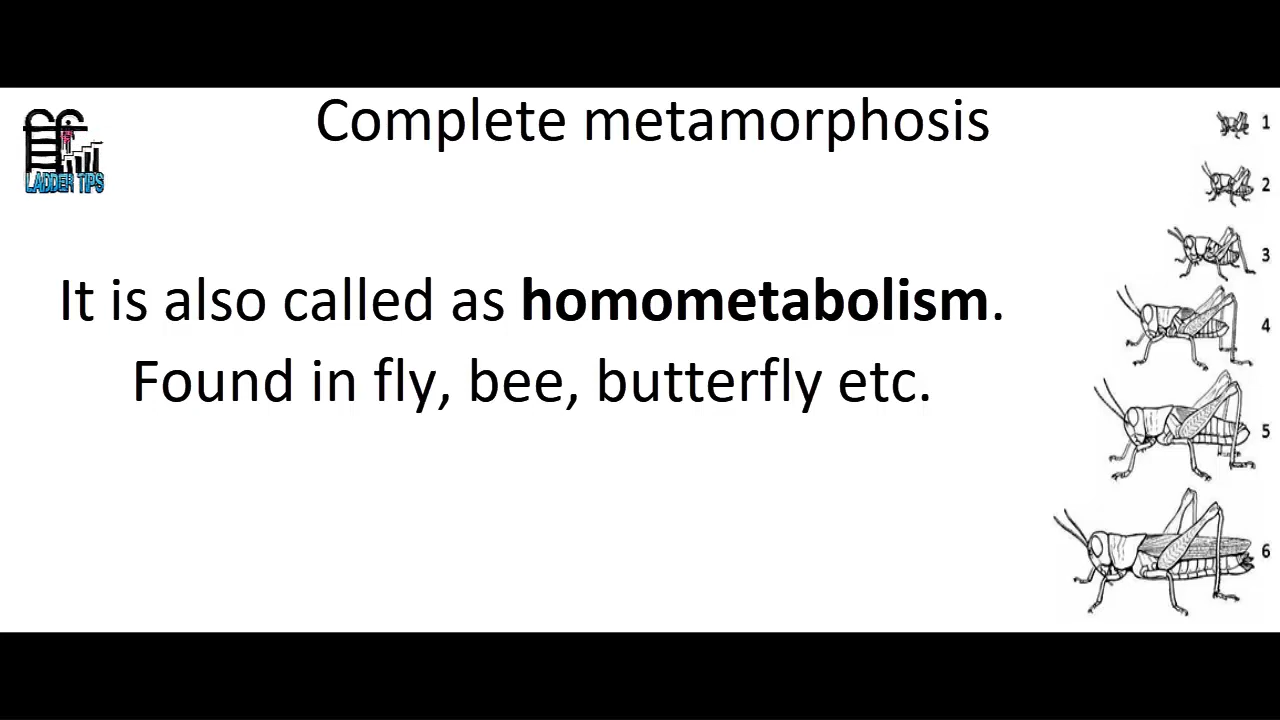 Complete metamorphosis
LADDER TIPS
It is also called as homometabolism.
Found in fly, bee, butterfly etc.
1
2
3
4
5
6